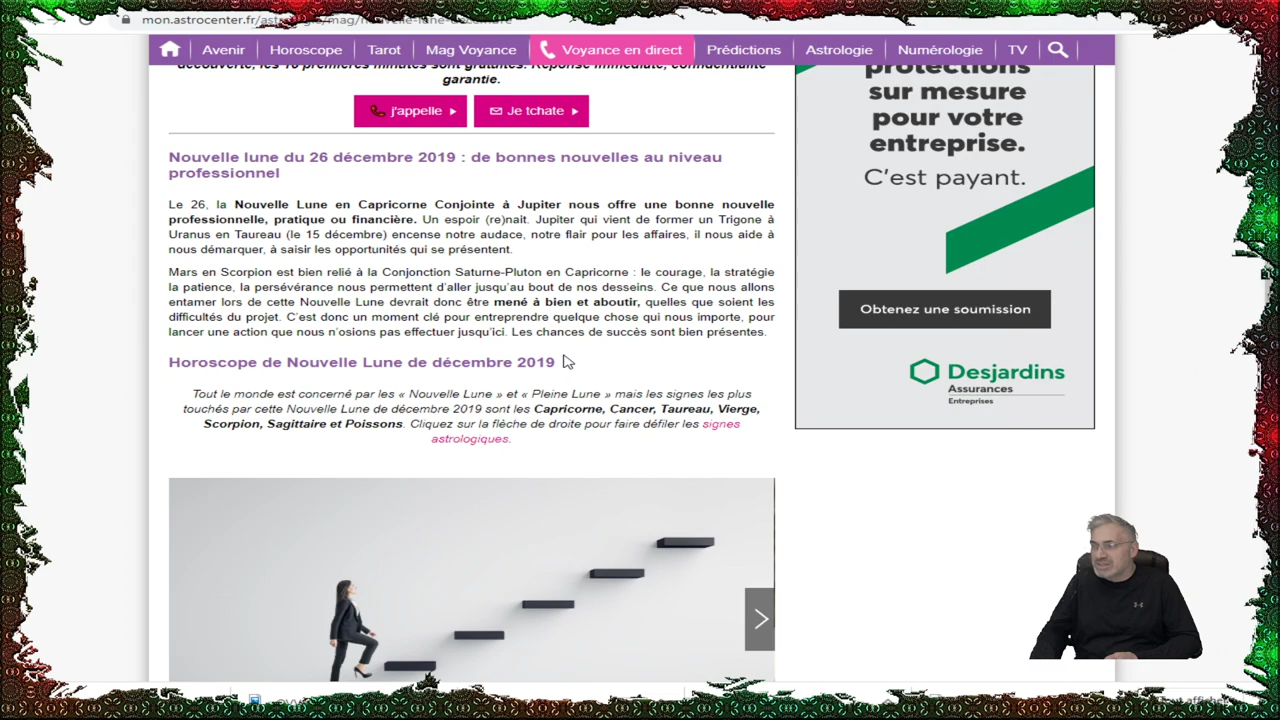 mon.astrocenter.fr/astrologie/mag/nouvelle-lune-decembre
Avenir
Horoscope
Tarot
Mag Voyance
Voyance en direct
Prédictions
Astrologie
Numérologie
TV
découverte, les 10 premières minutes sont gratuites. Réponse immédiate, confidentialité
garantie.
j'appelle
Je tchate
Nouvelle lune du 26 décembre 2019 : de bonnes nouvelles au niveau
professionnel
Le 26, la Nouvelle Lune en Capricorne Conjointe à Jupiter nous offre une bonne nouvelle
professionnelle, pratique ou financière. Un espoir (re)nait. Jupiter qui vient de former un Trigone à
Uranus en Taureau (le 15 décembre) encense notre audace, notre flair pour les affaires, il nous aide à
nous démarquer, à saisir les opportunités qui se présentent.
Mars en Scorpion est bien relié à la Conjonction Saturne-Pluton en Capricorne : le courage, la stratégie
la patience, la persévérance nous permettent d'aller jusqu'au bout de nos desseins. Ce que nous allons
entamer lors de cette Nouvelle Lune devrait donc être mené à bien et aboutir, quelles que soient les
difficultés du projet. C'est donc un moment clé pour entreprendre quelque chose qui nous importe, pour
lancer une action que nous n'osions pas effectuer jusqu'ici. Les chances de succès sont bien présentes.
Horoscope de Nouvelle Lune de décembre 2019
Tout le monde est concerné par les « Nouvelle Lune » et « Pleine Lune » mais les signes les plus
touchés par cette Nouvelle Lune de décembre 2019 sont les Capricorne, Cancer, Taureau, Vierge,
Scorpion, Sagittaire et Poissons. Cliquez sur la flèche de droite pour faire défiler les signes
astrologiques.
protections
sur mesure
pour votre
entreprise.
C'est payant.
Obtenez une soumission
Desjardins
Assurances
Entreprises